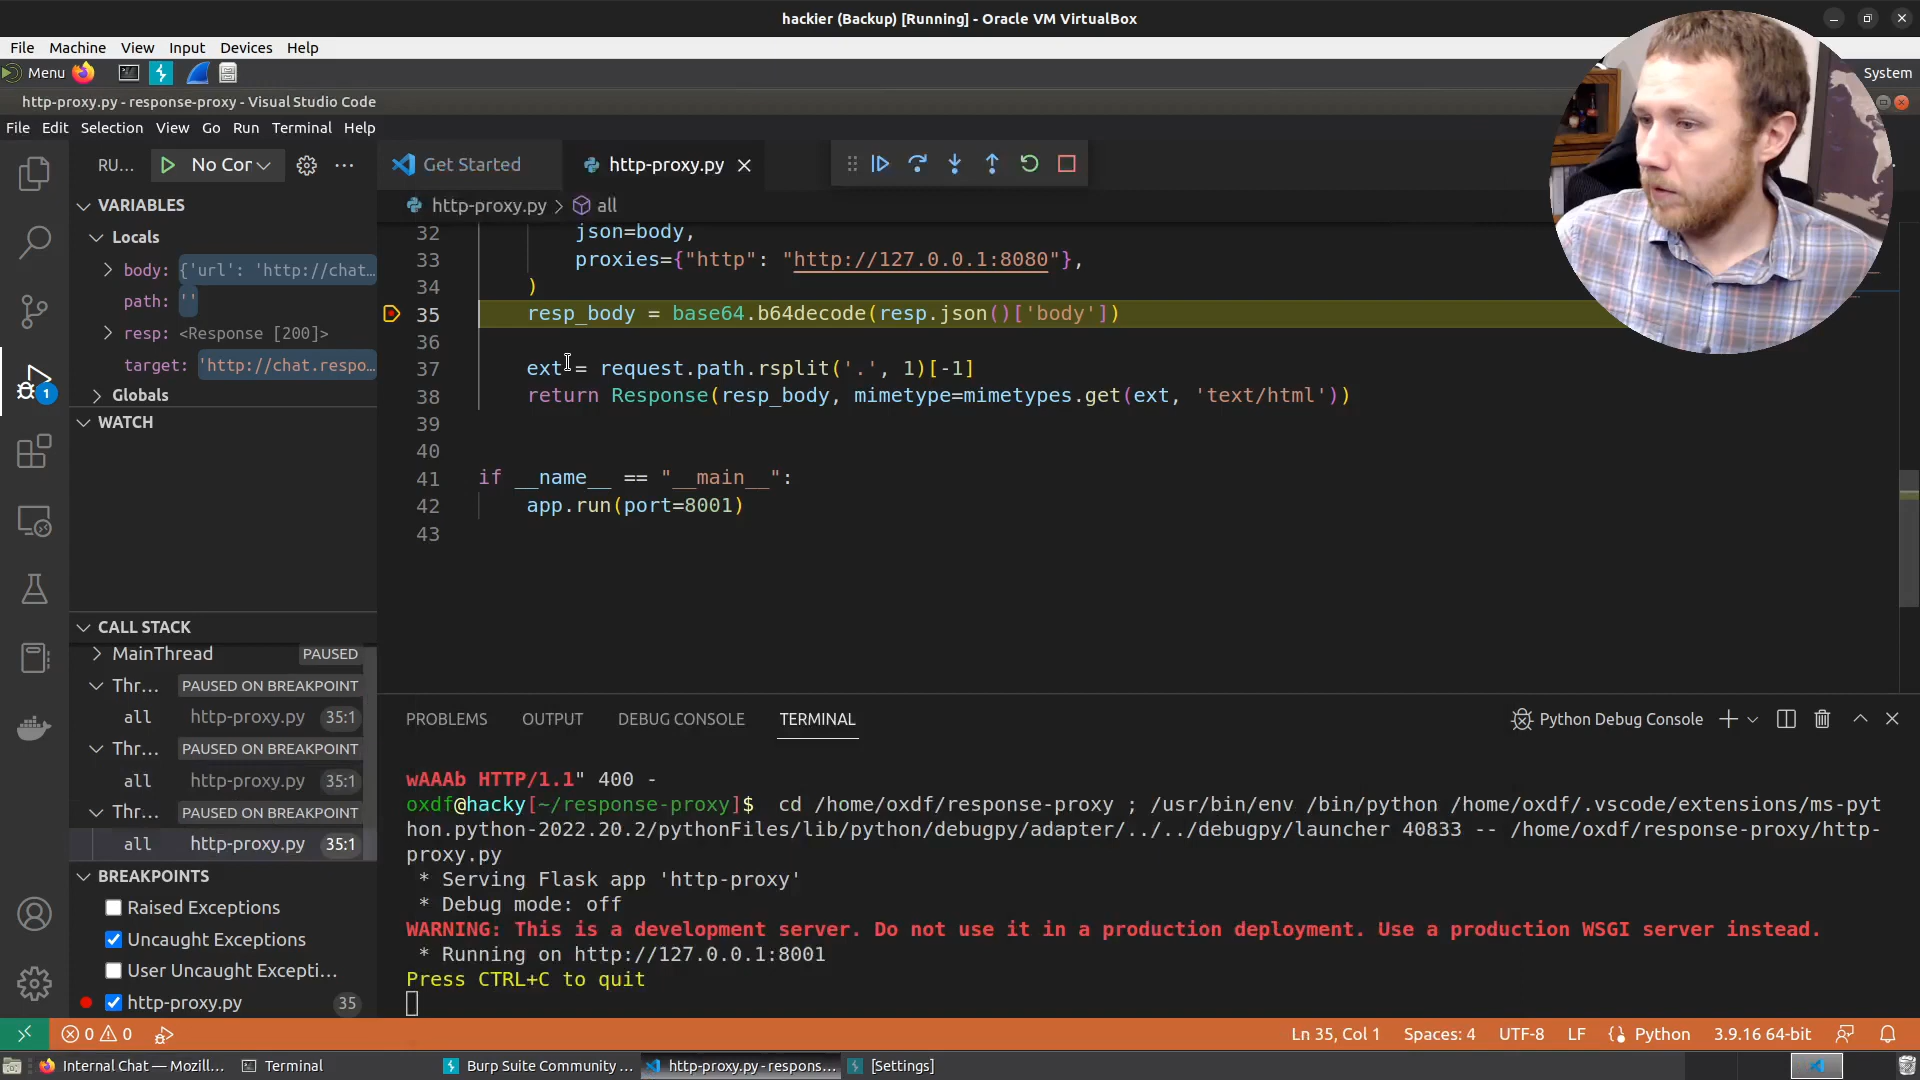 hackier (Backup) [Running] - Oracle VM VirtualBox
File Machine View Input Devices Help
Menu
System
http-proxy.py - response-proxy - Visual Studio Code
File Edit Selection View Go Run Terminal Help
RU... No Cor ...
Get Started
http-proxy.py
http-proxy.py > all
VARIABLES
Locals
body: {'url': 'http://chat...
path: ''
resp: <Response [200]>
target: 'http://chat.respo...
Globals
WATCH
CALL STACK
MainThread PAUSED
Thr... PAUSED ON BREAKPOINT
all http-proxy.py 35:1
Thr... PAUSED ON BREAKPOINT
all http-proxy.py 35:1
Thr... PAUSED ON BREAKPOINT
all http-proxy.py 35:1
BREAKPOINTS
Raised Exceptions
Uncaught Exceptions
User Uncaught Excepti...
http-proxy.py 35
1
32 json=body,
33 proxies={"http": "http://127.0.0.1:8080"},
34 )
35 resp_body = base64.b64decode(resp.json()['body'])
36
37 ext = request.path.rsplit('.', 1)[-1]
38 return Response(resp_body, mimetype=mimetypes.get(ext, 'text/html'))
39
40
41 if __name__ == "__main__":
42 app.run(port=8001)
43
PROBLEMS OUTPUT DEBUG CONSOLE TERMINAL
Python Debug Console
wAAAb HTTP/1.1" 400 -
oxdf@hacky[~/response-proxy]$ cd /home/oxdf/response-proxy ; /usr/bin/env /bin/python /home/oxdf/.vscode/extensions/ms-pyt
hon.python-2022.20.2/pythonFiles/lib/python/debugpy/adapter/../../debugpy/launcher 40833 -- /home/oxdf/response-proxy/http-
proxy.py
* Serving Flask app 'http-proxy'
* Debug mode: off
WARNING: This is a development server. Do not use it in a production deployment. Use a production WSGI server instead.
* Running on http://127.0.0.1:8001
Press CTRL+C to quit
0 0
Ln 35, Col 1 Spaces: 4 UTF-8 LF Python 3.9.16 64-bit
Internal Chat — Mozill... Terminal Burp Suite Community ... http-proxy.py - respons... [Settings]